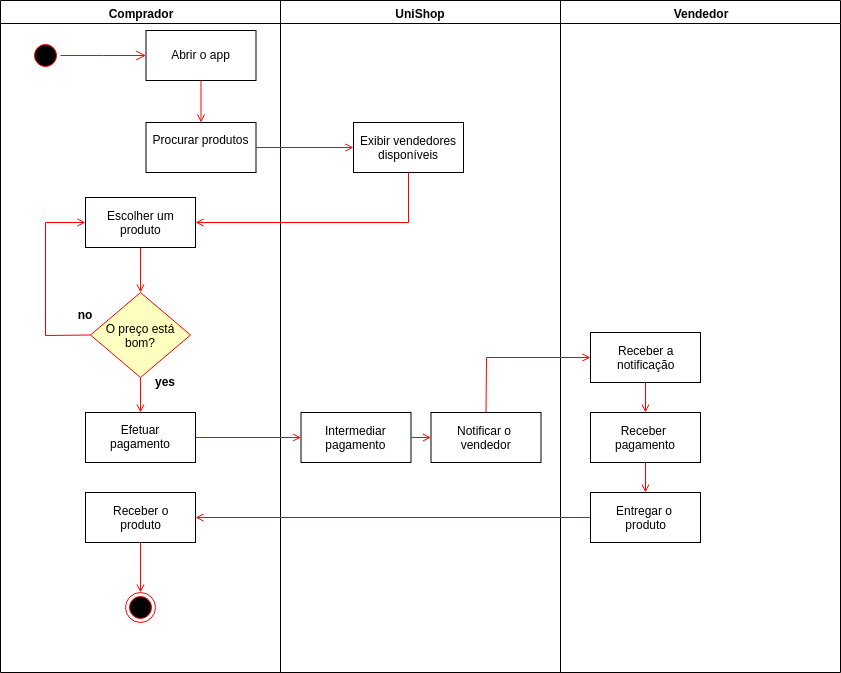 Comprador
UniShop
Vendedor
Abrir o app
Procurar produtos
Exibir vendedores
disponíveis
Escolher um
produto
no
O preço está
bom?
yes
Receber a
notificação
Efetuar
pagamento
Intermediar
pagamento
Notificar o
vendedor
Receber
pagamento
Receber o
produto
Entregar o
produto